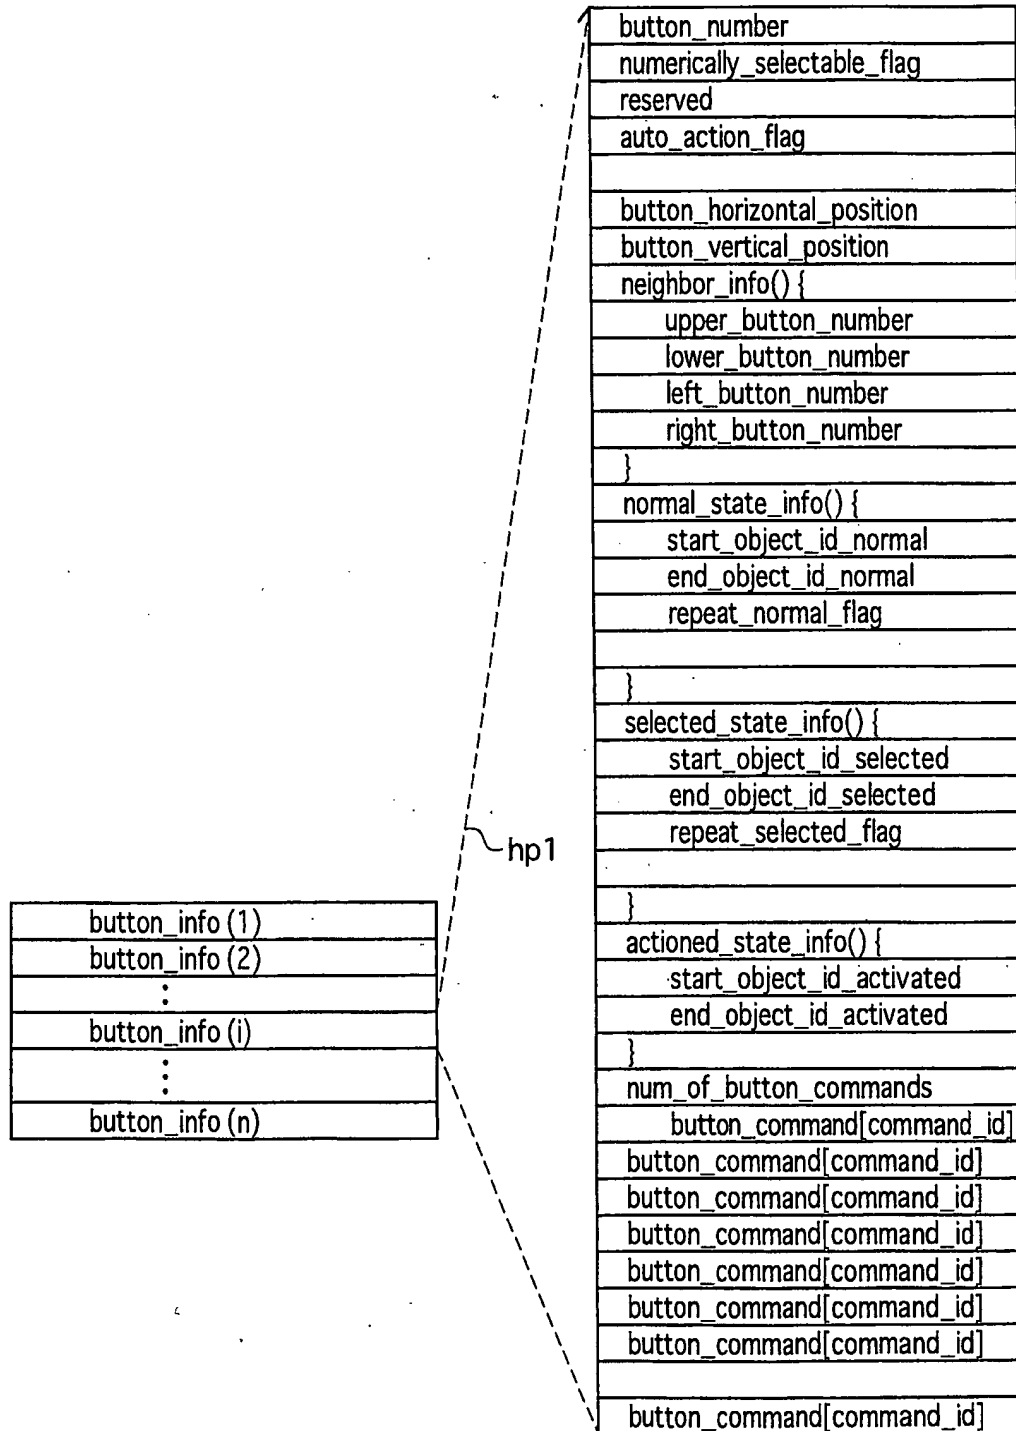 button_number
numerically_selectable_flag
reserved
auto_action_flag
button_horizontal_position
button_vertical_position
neighbor_info() {
upper_button_number
lower_button_number
left_button_number
right_button_number
}
normal_state_info() {
start_object_id_normal
end_object_id_normal
repeat_normal_flag
}
selected_state_info() {
start_object_id_selected
end_object_id_selected
repeat_selected_flag
}
actioned_state_info() {
start_object_id_activated
end_object_id_activated
}
num_of_button_commands
button_command[command_id]
button_command[command_id]
button_command[command_id]
button_command[command_id]
button_command[command_id]
button_command[command_id]
button_command[command_id]
button_command[command_id]
hp1
button_info (1)
button_info (2)
⋮
button_info (i)
⋮
button_info (n)